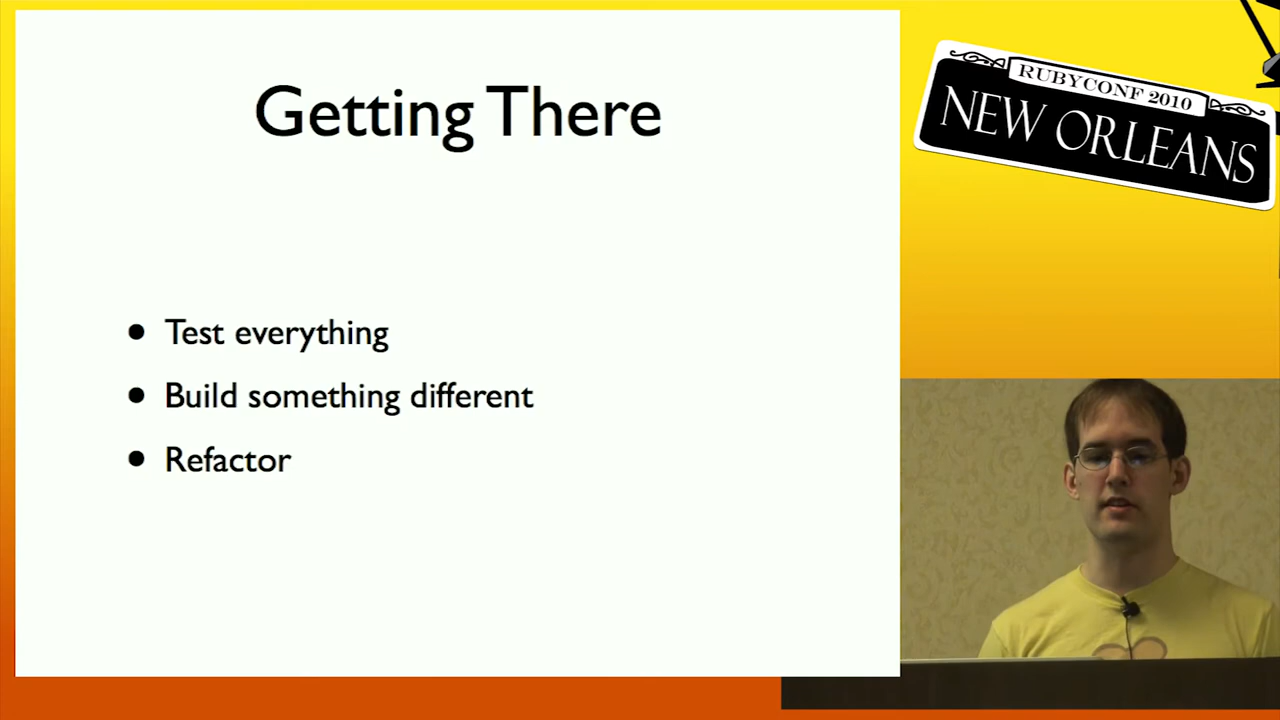 Getting There
RUBYCONF 2010
NEW ORLEANS
• Test everything
• Build something different
• Refactor